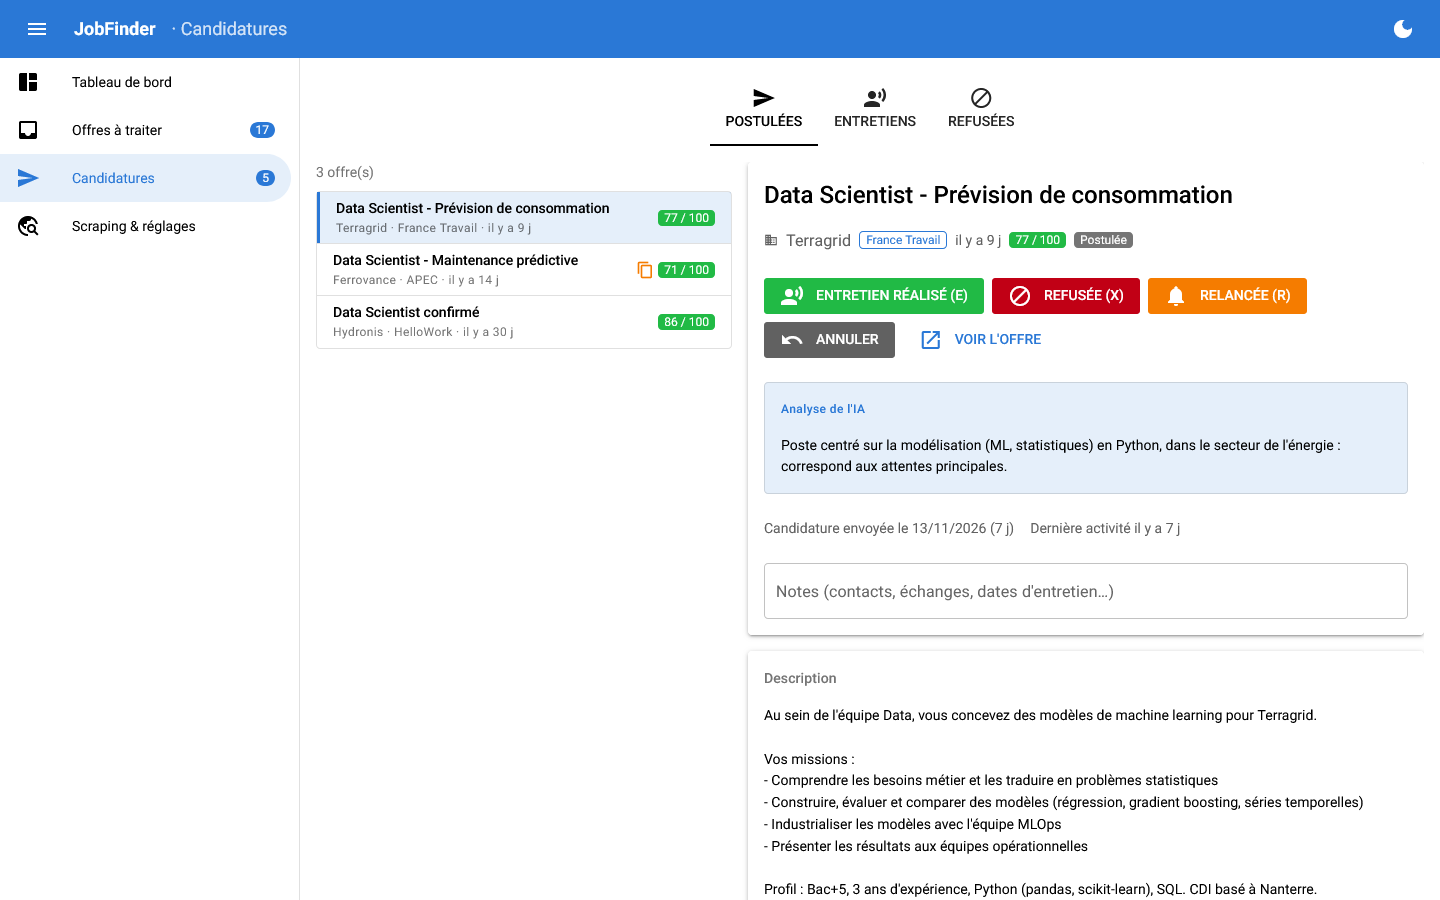 JobFinder · Candidatures
Tableau de bord
Offres à traiter 17
Candidatures 5
Scraping & réglages
POSTULÉES ENTRETIENS REFUSÉES
3 offre(s)
Data Scientist - Prévision de consommation
Terragrid · France Travail · il y a 9 j
77 / 100
Data Scientist - Maintenance prédictive
Ferrovance · APEC · il y a 14 j
71 / 100
Data Scientist confirmé
Hydronis · HelloWork · il y a 30 j
86 / 100
Data Scientist - Prévision de consommation
Terragrid France Travail il y a 9 j 77 / 100 Postulée
ENTRETIEN RÉALISÉ (E) REFUSÉE (X) RELANCÉE (R)
ANNULER VOIR L'OFFRE
Analyse de l'IA
Poste centré sur la modélisation (ML, statistiques) en Python, dans le secteur de l'énergie :
correspond aux attentes principales.
Candidature envoyée le 13/11/2026 (7 j) Dernière activité il y a 7 j
Notes (contacts, échanges, dates d'entretien…)
Description
Au sein de l'équipe Data, vous concevez des modèles de machine learning pour Terragrid.
Vos missions :
- Comprendre les besoins métier et les traduire en problèmes statistiques
- Construire, évaluer et comparer des modèles (régression, gradient boosting, séries temporelles)
- Industrialiser les modèles avec l'équipe MLOps
- Présenter les résultats aux équipes opérationnelles
Profil : Bac+5, 3 ans d'expérience, Python (pandas, scikit-learn), SQL. CDI basé à Nanterre.